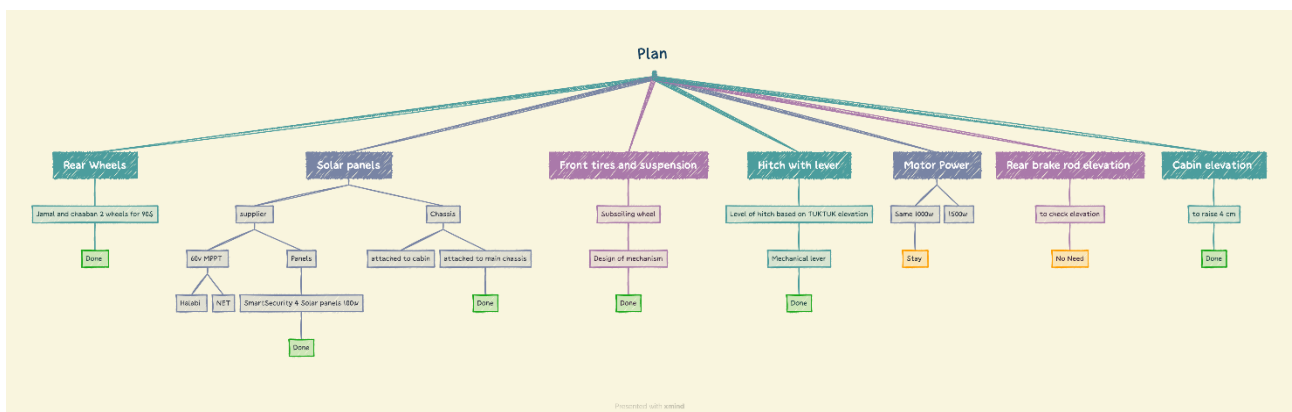 Plan
Rear Wheels
Solar panels
Front tires and suspension
Hitch with lever
Motor Power
Rear brake rod elevation
Cabin elevation
Jamal and chaaban 2 wheels for 90$
supplier
Chassis
Subsoiling wheel
Level of hitch based on TUKTUK elevation
Same 1000w
1500w
to check elevation
to raise 4 cm
Done
60v MPPT
Panels
attached to cabin
attached to main chassis
Design of mechanism
Mechanical lever
Stay
No Need
Done
Halabi
NET
SmartSecurity 4 Solar panels 180w
Done
Done
Done
Done
Presented with xmind